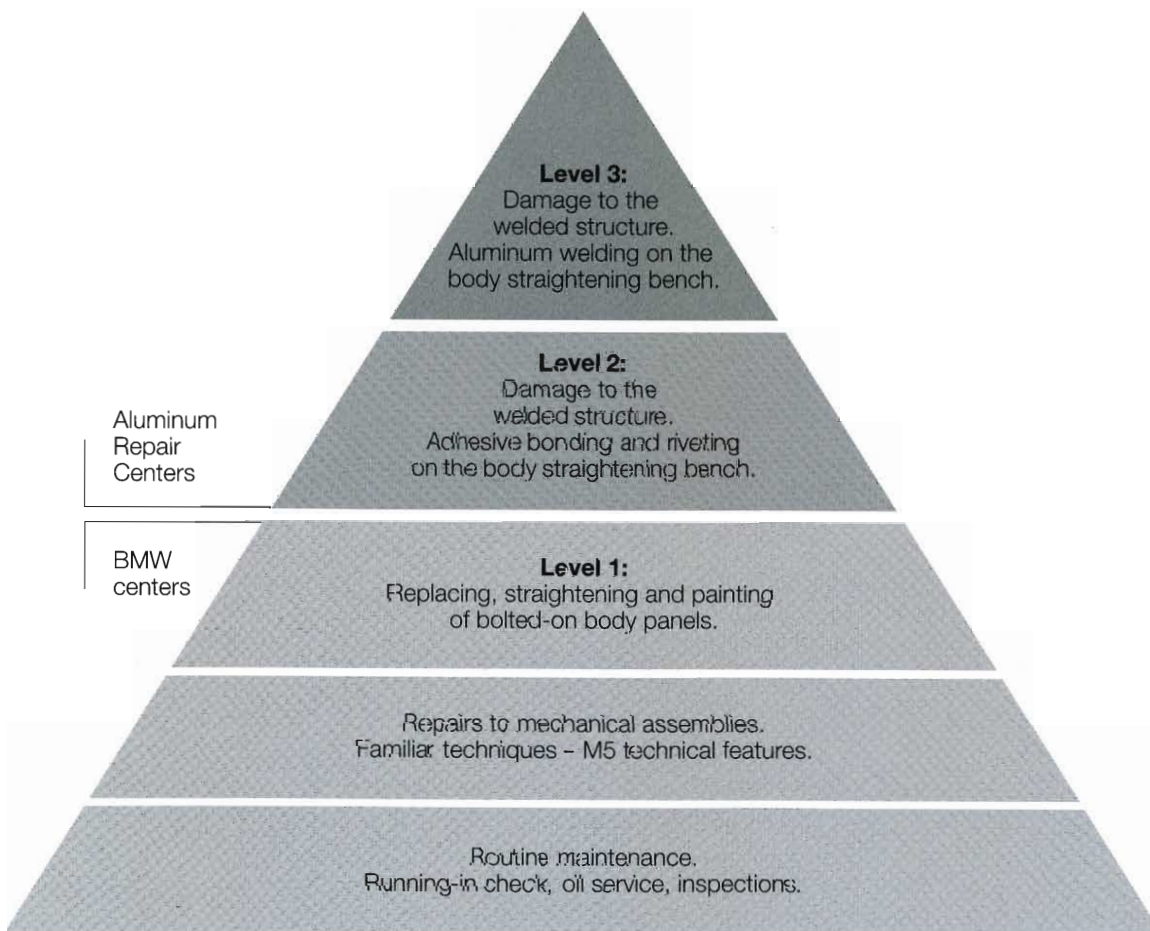 Level 3:
Damage to the
welded structure.
Aluminum welding on the
body straightening bench.
Level 2:
Damage to the
welded structure.
Adhesive bonding and riveting
on the body straightening bench.
Aluminum
Repair
Centers
BMW
centers
Level 1:
Replacing, straightening and painting
of bolted-on body panels.
Repairs to mechanical assemblies.
Familiar techniques – M5 technical features.
Routine maintenance.
Running-in check, oil service, inspections.